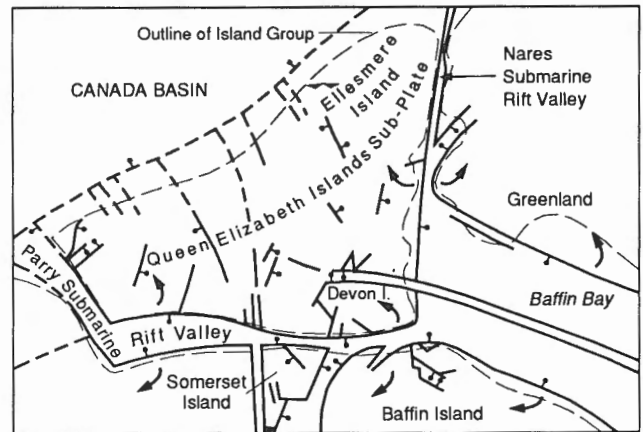 Outline of Island Group
Nares
Submarine
Rift Valley
CANADA BASIN
Ellesmere
Island
Queen Elizabeth Islands Sub-Plate
Greenland
Parry Submarine
Rift Valley
Devon I.
Baffin Bay
Somerset
Island
Baffin Island